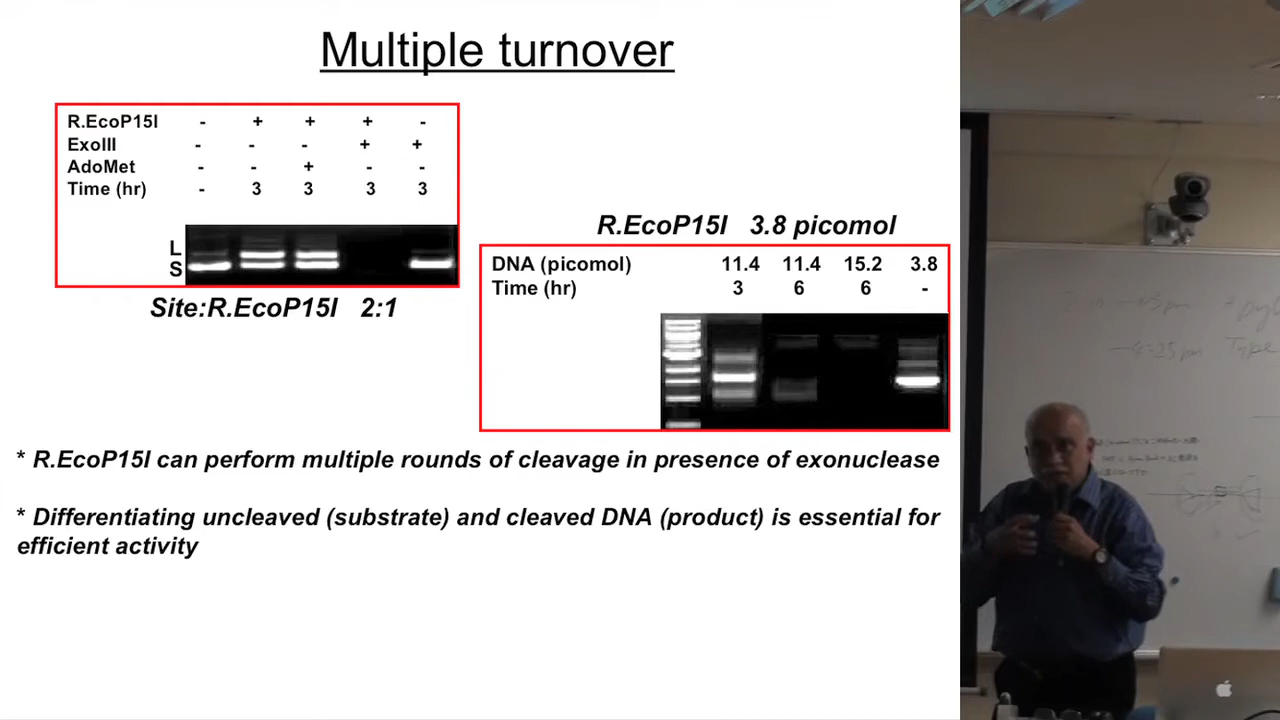 Multiple turnover
R.EcoP15I - + + + -
ExoIII - - - + +
AdoMet - - + - -
Time (hr) - 3 3 3 3
L
S
Site:R.EcoP15I 2:1
R.EcoP15I 3.8 picomol
DNA (picomol) 11.4 11.4 15.2 3.8
Time (hr) 3 6 6 -
* R.EcoP15I can perform multiple rounds of cleavage in presence of exonuclease
* Differentiating uncleaved (substrate) and cleaved DNA (product) is essential for
efficient activity
Type